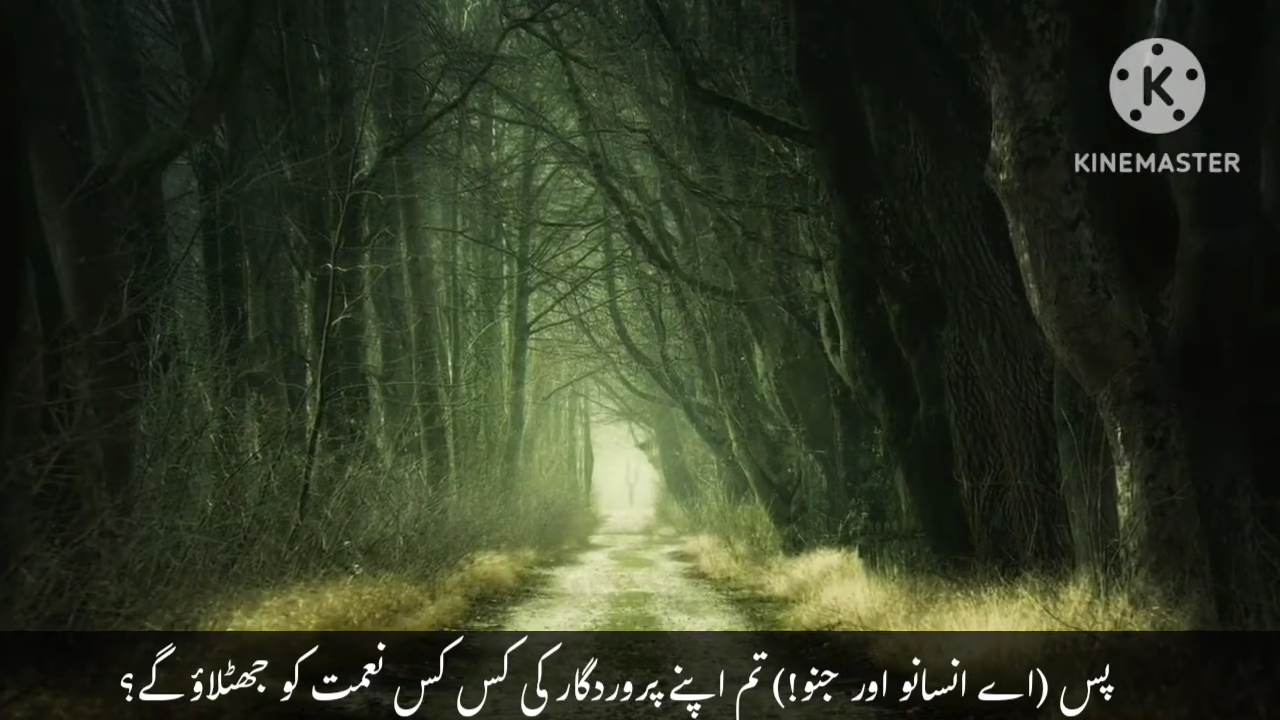 KINEMASTER
پس (اے انسانو اور جنو!) تم اپنے پروردگار کی کس کس نعمت کو جھٹلاؤ گے؟